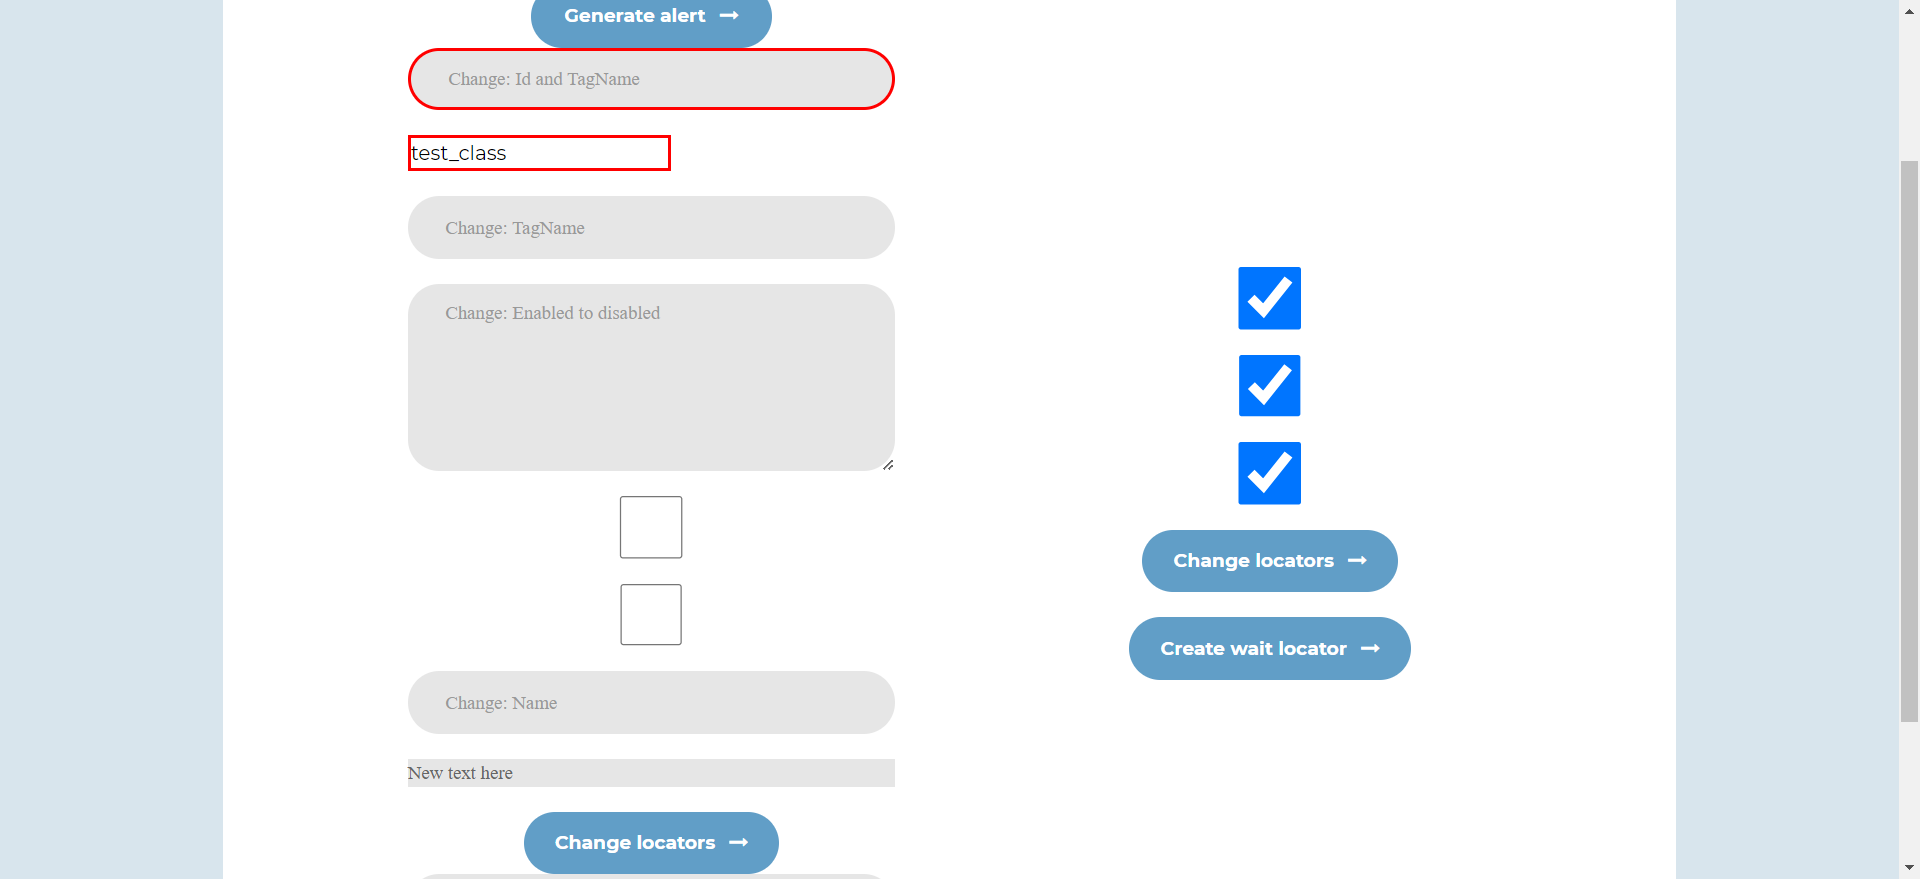 Generate alert
Change: Id and TagName
test_class
Change: TagName
Change: Enabled to disabled
Change: Name
New text here
Change locators
Change locators
Create wait locator